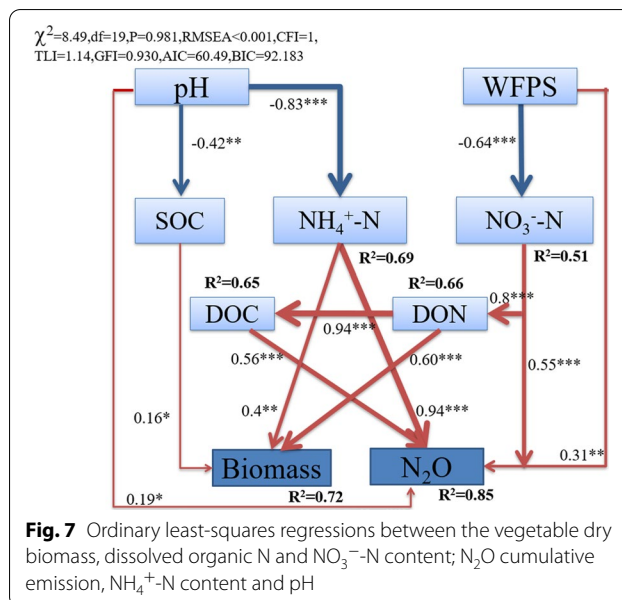 χ²=8.49,df=19,P=0.981,RMSEA<0.001,CFI=1,
TLI=1.14,GFI=0.930,AIC=60.49,BIC=92.183
pH
WFPS
-0.83***
-0.42**
-0.64***
SOC
NH₄⁺-N
NO₃⁻-N
R²=0.69
R²=0.51
R²=0.65
R²=0.66
DOC
DON
0.8***
0.94***
0.56***
0.60***
0.55***
0.16*
0.4**
0.94***
0.31**
Biomass
N₂O
R²=0.72
R²=0.85
0.19*
Fig. 7 Ordinary least-squares regressions between the vegetable dry
biomass, dissolved organic N and NO₃⁻-N content; N₂O cumulative
emission, NH₄⁺-N content and pH